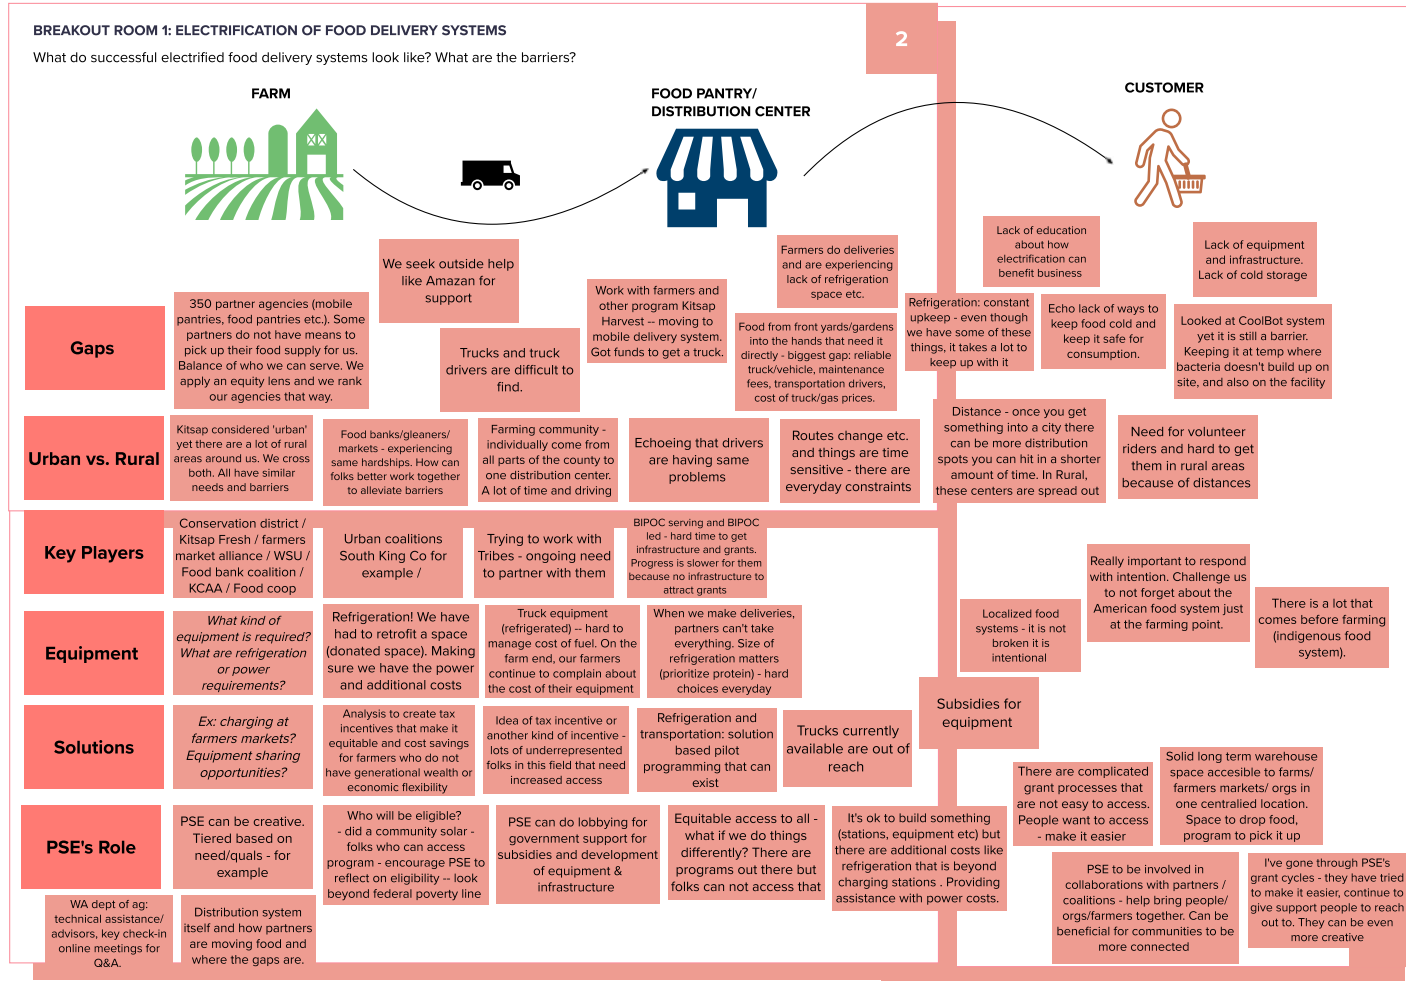 BREAKOUT ROOM 1: ELECTRIFICATION OF FOOD DELIVERY SYSTEMS
What do successful electrified food delivery systems look like? What are the barriers?
2
FARM
FOOD PANTRY/
DISTRIBUTION CENTER
CUSTOMER
Gaps
350 partner agencies (mobile
pantries, food pantries etc.). Some
partners do not have means to
pick up their food supply for us.
Balance of who we can serve. We
apply an equity lens and we rank
our agencies that way.
We seek outside help
like Amazan for
support
Trucks and truck
drivers are difficult to
find.
Work with farmers and
other program Kitsap
Harvest -- moving to
mobile delivery system.
Got funds to get a truck.
Farmers do deliveries
and are experiencing
lack of refrigeration
space etc.
Food from front yards/gardens
into the hands that need it
directly - biggest gap: reliable
truck/vehicle, maintenance
fees, transportation drivers,
cost of truck/gas prices.
Refrigeration: constant
upkeep - even though
we have some of these
things, it takes a lot to
keep up with it
Lack of education
about how
electrification can
benefit business
Echo lack of ways to
keep food cold and
keep it safe for
consumption.
Lack of equipment
and infrastructure.
Lack of cold storage
Looked at CoolBot system
yet it is still a barrier.
Keeping it at temp where
bacteria doesn't build up on
site, and also on the facility
Urban vs. Rural
Kitsap considered 'urban'
yet there are a lot of rural
areas around us. We cross
both. All have similar
needs and barriers
Food banks/gleaners/
markets - experiencing
same hardships. How can
folks better work together
to alleviate barriers
Farming community -
individually come from
all parts of the county to
one distribution center.
A lot of time and driving
Echoeing that drivers
are having same
problems
Routes change etc.
and things are time
sensitive - there are
everyday constraints
Distance - once you get
something into a city there
can be more distribution
spots you can hit in a shorter
amount of time. In Rural,
these centers are spread out
Need for volunteer
riders and hard to get
them in rural areas
because of distances
Key Players
Conservation district /
Kitsap Fresh / farmers
market alliance / WSU /
Food bank coalition /
KCAA / Food coop
Urban coalitions
South King Co for
example /
Trying to work with
Tribes - ongoing need
to partner with them
BIPOC serving and BIPOC
led - hard time to get
infrastructure and grants.
Progress is slower for them
because no infrastructure to
attract grants
Localized food
systems - it is not
broken it is
intentional
Really important to respond
with intention. Challenge us
to not forget about the
American food system just
at the farming point.
There is a lot that
comes before farming
(indigenous food
system).
Equipment
What kind of
equipment is required?
What are refrigeration
or power
requirements?
Refrigeration! We have
had to retrofit a space
(donated space). Making
sure we have the power
and additional costs
Truck equipment
(refrigerated) -- hard to
manage cost of fuel. On the
farm end, our farmers
continue to complain about
the cost of their equipment
When we make deliveries,
partners can't take
everything. Size of
refrigeration matters
(prioritize protein) - hard
choices everyday
Solutions
Ex: charging at
farmers markets?
Equipment sharing
opportunities?
Analysis to create tax
incentives that make it
equitable and cost savings
for farmers who do not
have generational wealth or
economic flexibility
Idea of tax incentive or
another kind of incentive -
lots of underrepresented
folks in this field that need
increased access
Refrigeration and
transportation: solution
based pilot
programming that can
exist
Trucks currently
available are out of
reach
Subsidies for
equipment
There are complicated
grant processes that
are not easy to access.
People want to access
- make it easier
Solid long term warehouse
space accesible to farms/
farmers markets/ orgs in
one centralied location.
Space to drop food,
program to pick it up
PSE's Role
PSE can be creative.
Tiered based on
need/quals - for
example
Who will be eligible?
- did a community solar -
folks who can access
program - encourage PSE to
reflect on eligibility -- look
beyond federal poverty line
PSE can do lobbying for
government support for
subsidies and development
of equipment &
infrastructure
Equitable access to all -
what if we do things
differently? There are
programs out there but
folks can not access that
It's ok to build something
(stations, equipment etc) but
there are additional costs like
refrigeration that is beyond
charging stations . Providing
assistance with power costs.
PSE to be involved in
collaborations with partners /
coalitions - help bring people/
orgs/farmers together. Can be
beneficial for communities to be
more connected
I've gone through PSE's
grant cycles - they have tried
to make it easier, continue to
give support people to reach
out to. They can be even
more creative
WA dept of ag:
technical assistance/
advisors, key check-in
online meetings for
Q&A.
Distribution system
itself and how partners
are moving food and
where the gaps are.